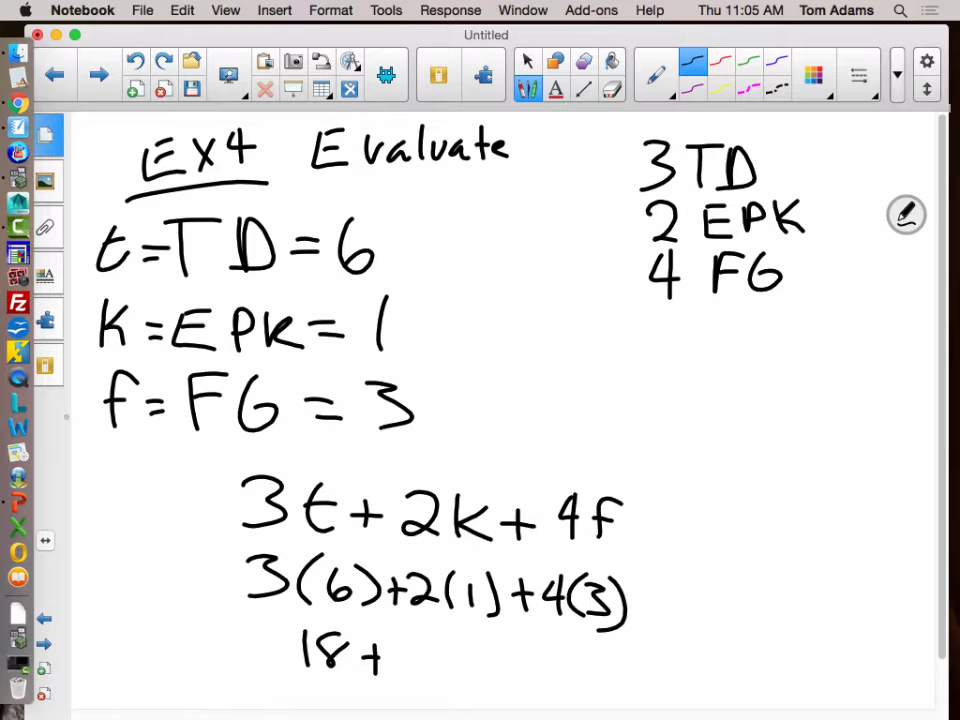 Notebook File Edit View Insert Format Tools Response Window Add-ons Help Thu 11:05 AM Tom Adams
Untitled
Ex4 Evaluate
t=TD=6
k=EPK=1
f=FG=3
3TD
2 EPK
4 FG
3t+2k+4f
3(6)+2(1)+4(3)
18+